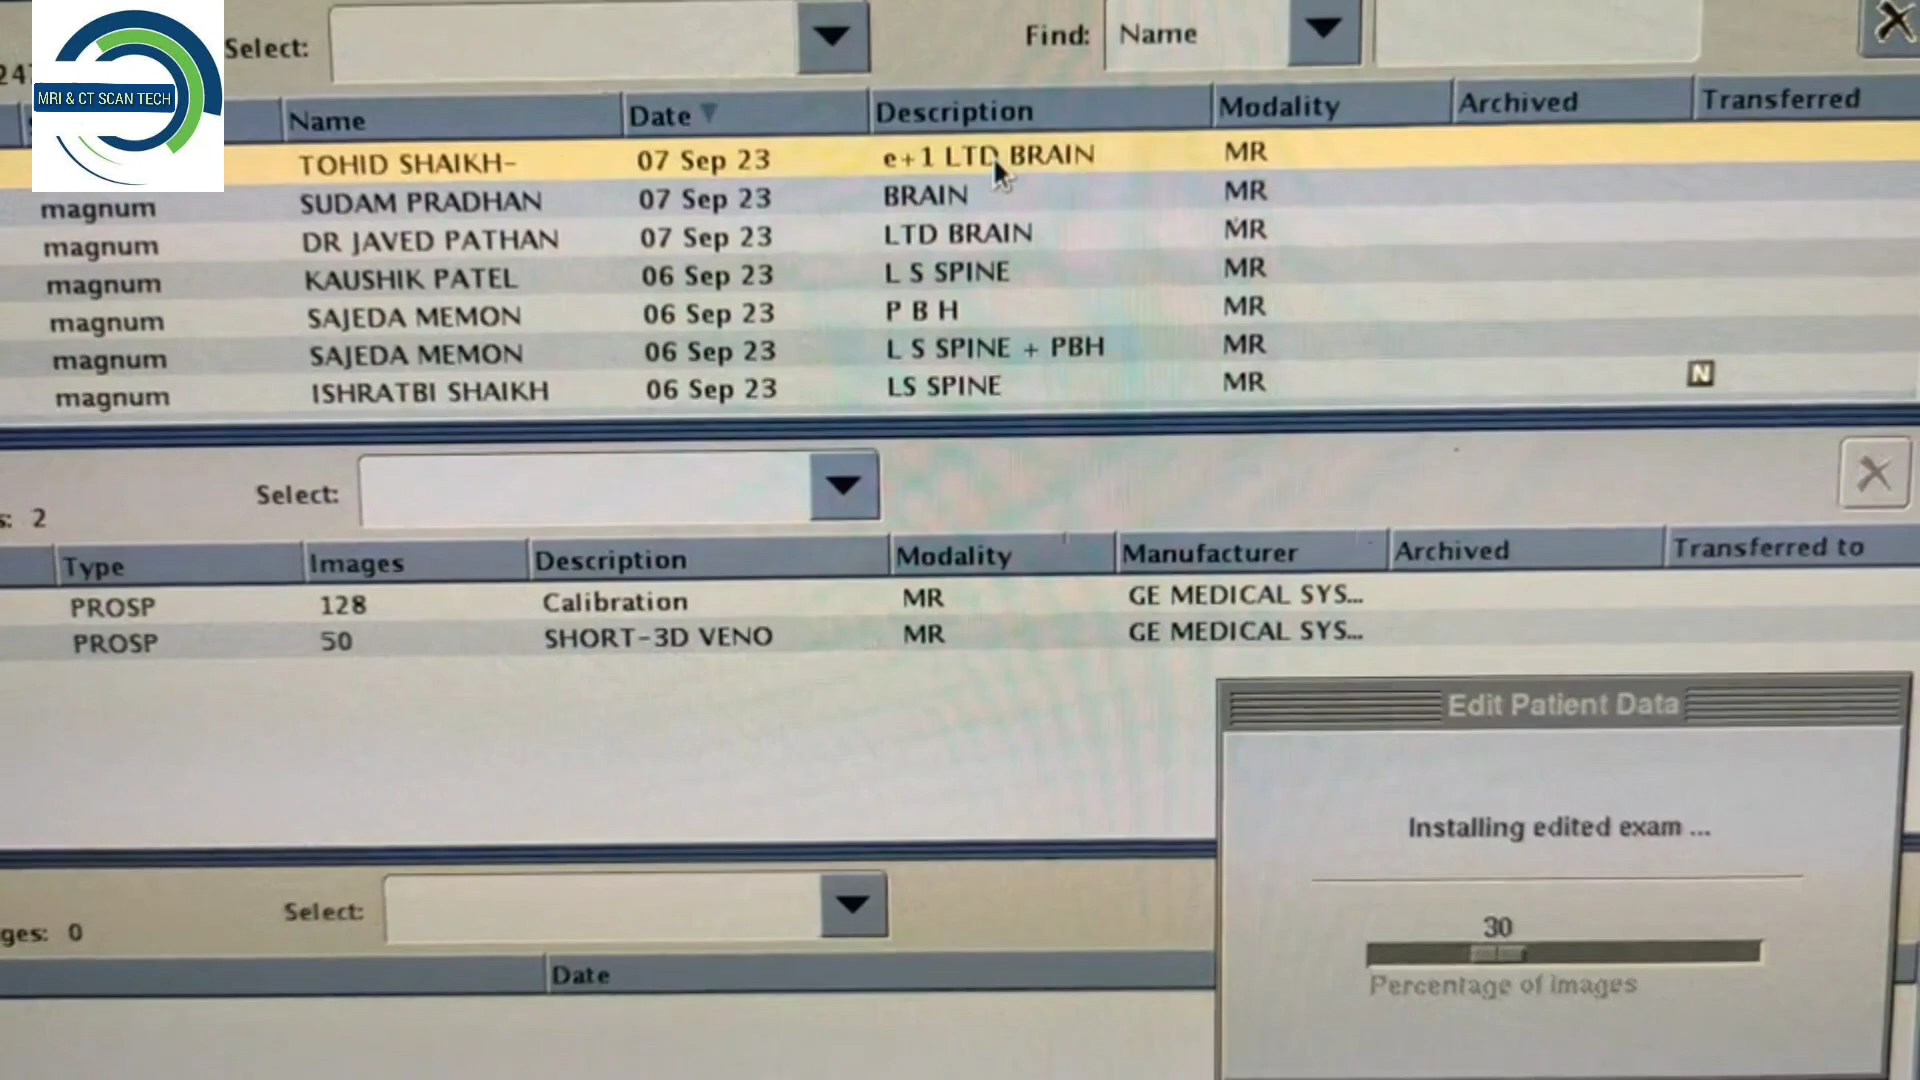 Select:
Find: Name
24
MRI & CT SCAN TECH
Name Date Description Modality Archived Transferred
TOHID SHAIKH- 07 Sep 23 e+1 LTD BRAIN MR
magnum SUDAM PRADHAN 07 Sep 23 BRAIN MR
magnum DR JAVED PATHAN 07 Sep 23 LTD BRAIN MR
magnum KAUSHIK PATEL 06 Sep 23 L S SPINE MR
magnum SAJEDA MEMON 06 Sep 23 P B H MR
magnum SAJEDA MEMON 06 Sep 23 L S SPINE + PBH MR
magnum ISHRATBI SHAIKH 06 Sep 23 LS SPINE MR N
s: 2 Select:
Type Images Description Modality Manufacturer Archived Transferred to
PROSP 128 Calibration MR GE MEDICAL SYS...
PROSP 50 SHORT-3D VENO MR GE MEDICAL SYS...
Edit Patient Data
Installing edited exam ...
30
Percentage of images
ges: 0 Select:
Date